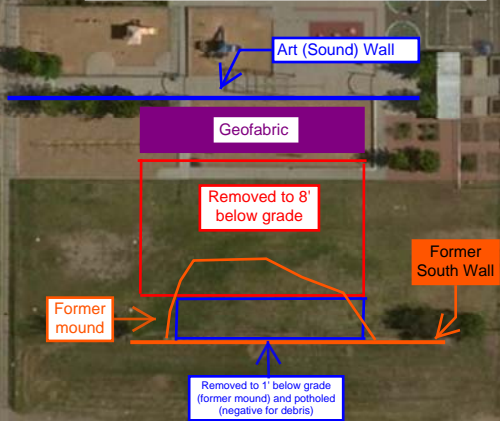 Art (Sound) Wall
Geofabric
Removed to 8'
below grade
Former
South Wall
Former
mound
Removed to 1' below grade
(former mound) and potholed
(negative for debris)